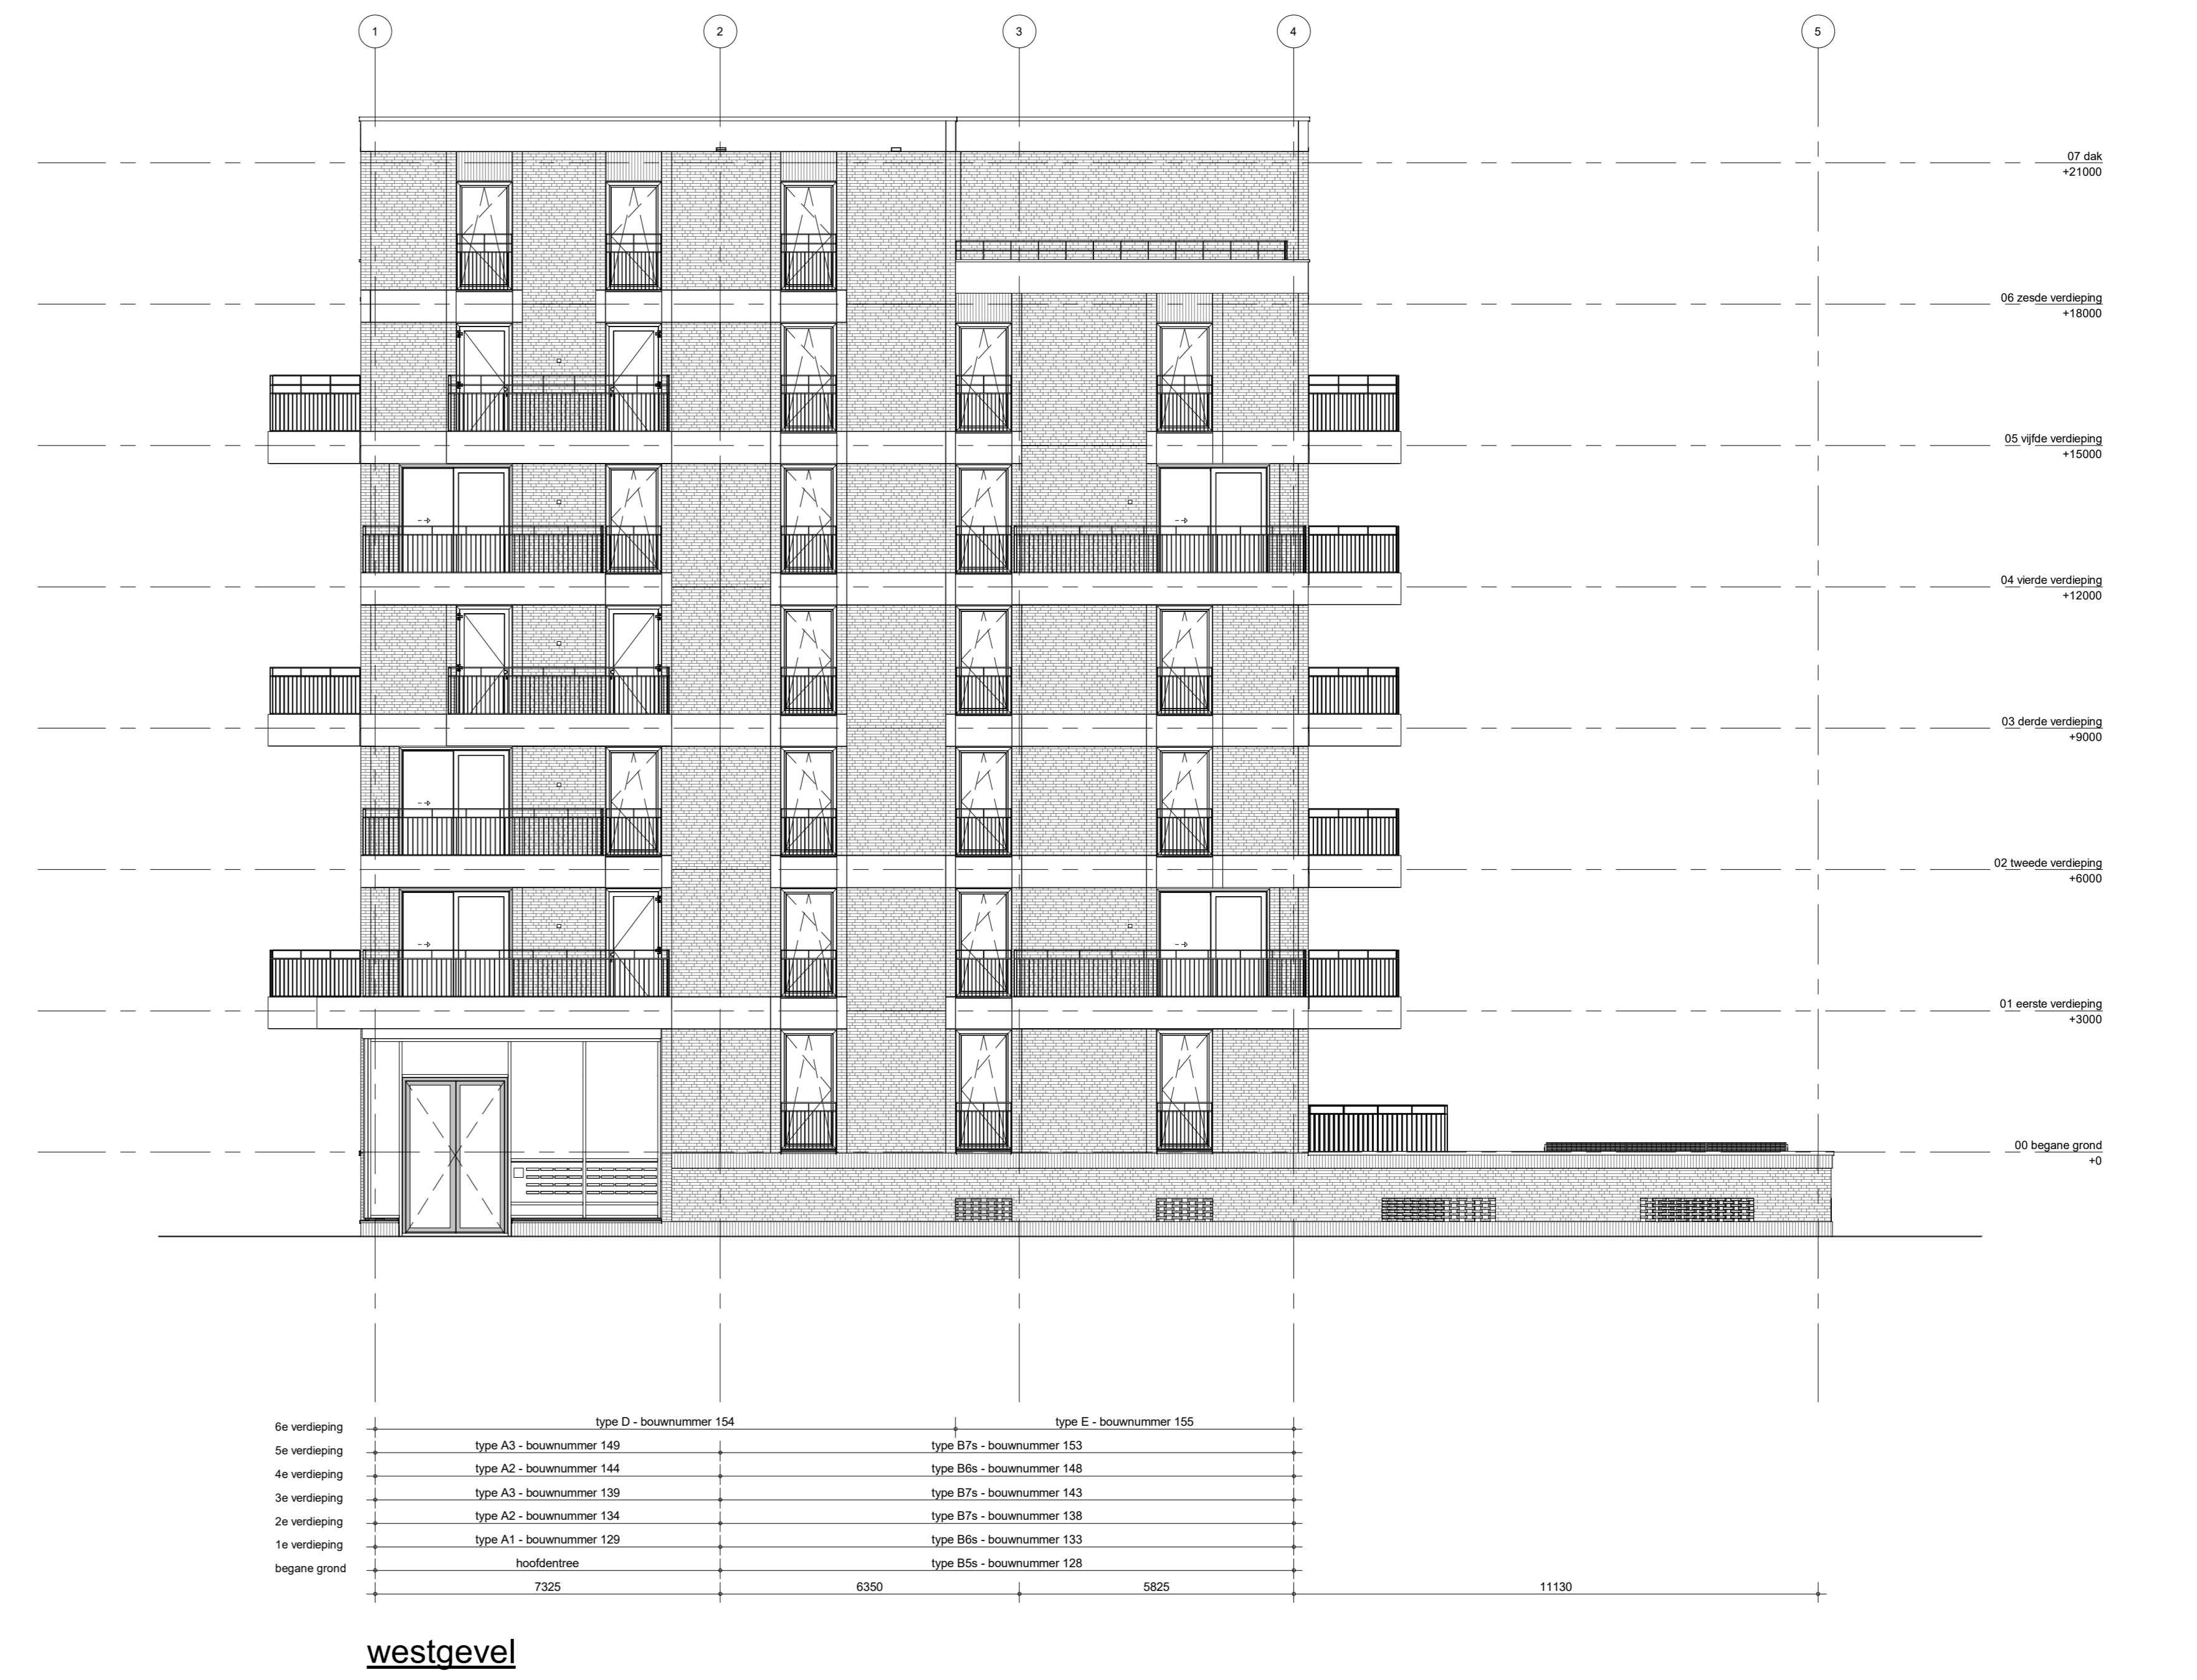 1
2
3
4
5
07 dak
+21000
06 zesde verdieping
+18000
05 vijfde verdieping
+15000
04 vierde verdieping
+12000
03 derde verdieping
+9000
02 tweede verdieping
+6000
01 eerste verdieping
+3000
00 begane grond
+0
6e verdieping type D - bouwnummer 154 type E - bouwnummer 155
5e verdieping type A3 - bouwnummer 149 type B7s - bouwnummer 153
4e verdieping type A2 - bouwnummer 144 type B6s - bouwnummer 148
3e verdieping type A3 - bouwnummer 139 type B7s - bouwnummer 143
2e verdieping type A2 - bouwnummer 134 type B7s - bouwnummer 138
1e verdieping type A1 - bouwnummer 129 type B6s - bouwnummer 133
begane grond hoofdentree type B5s - bouwnummer 128
7325 6350 5825 11130
westgevel